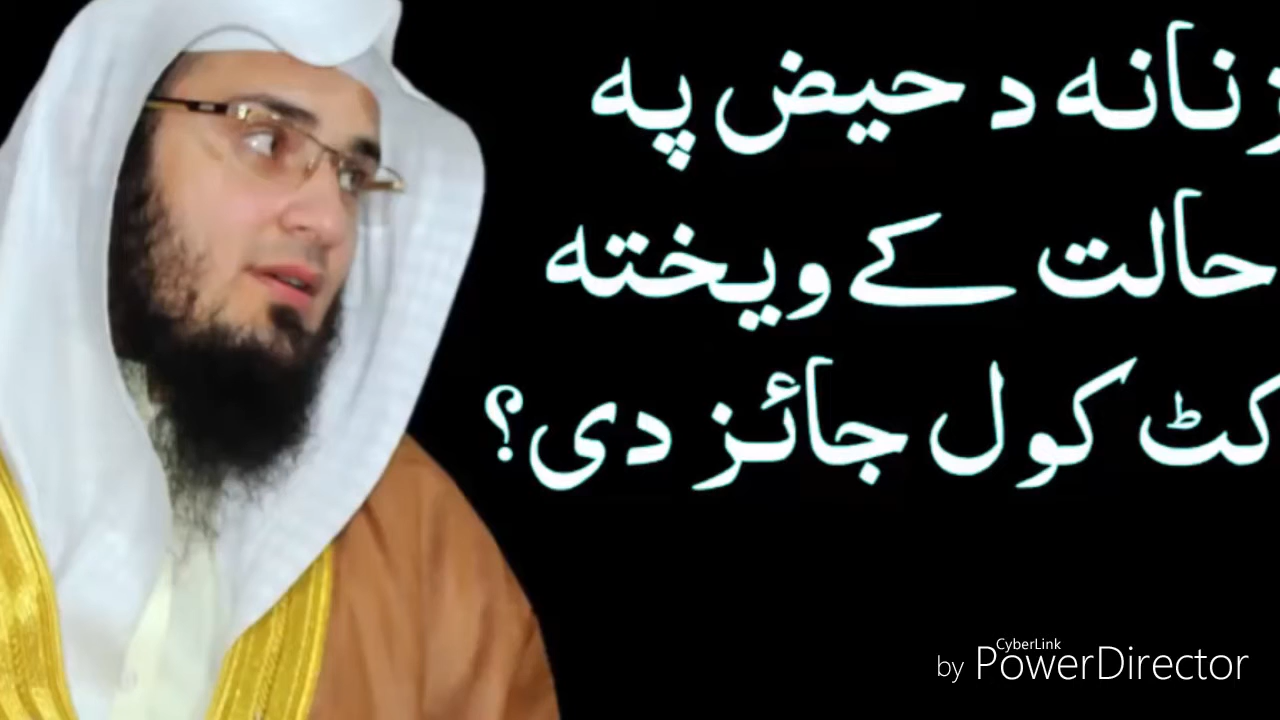 زنانه د حیض په
حالت کے ویخته
کٹ کول جائز دی؟
by CyberLink PowerDirector